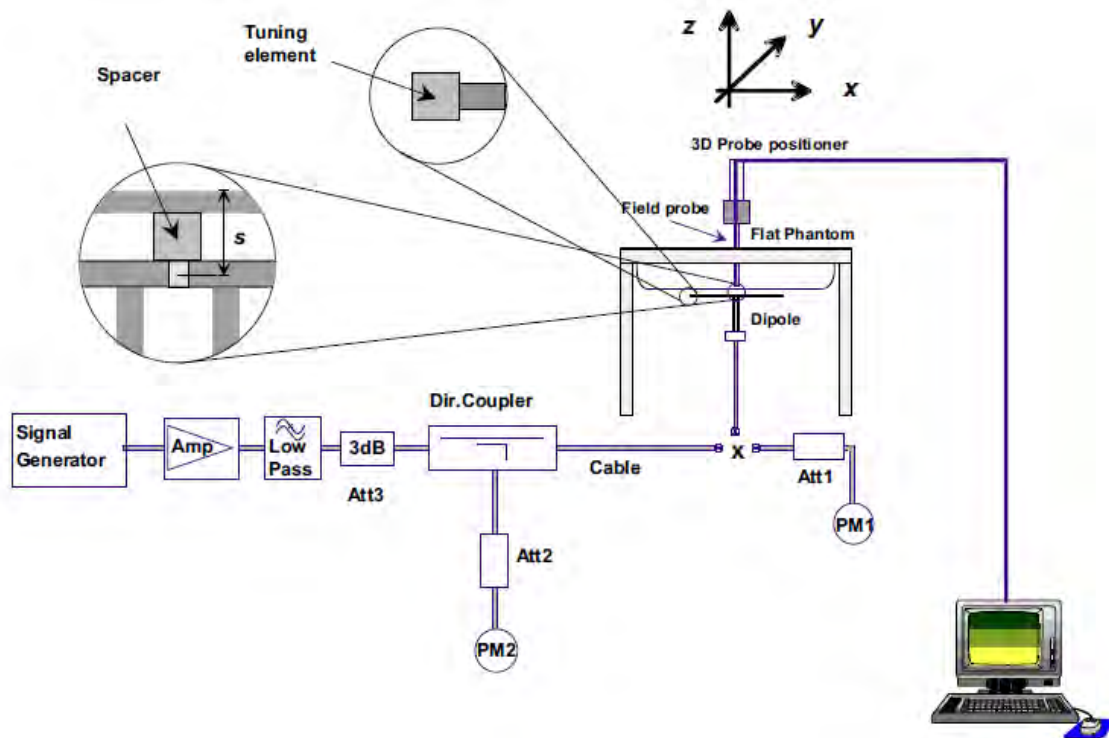 Tuning
element
Spacer
s
z
y
x
3D Probe positioner
Field probe
Flat Phantom
Dipole
Dir.Coupler
Signal
Generator
Amp
Low
Pass
3dB
Att3
Cable
x
Att1
PM1
Att2
PM2